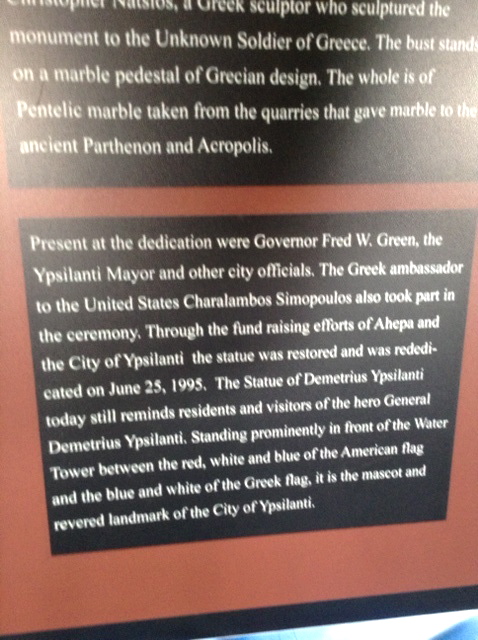 Christopher Natsios, a Greek sculptor who sculptured the
monument to the Unknown Soldier of Greece. The bust stands
on a marble pedestal of Grecian design. The whole is of
Pentelic marble taken from the quarries that gave marble to the
ancient Parthenon and Acropolis.
Present at the dedication were Governor Fred W. Green, the
Ypsilanti Mayor and other city officials. The Greek ambassador
to the United States Charalambos Simopoulos also took part in
the ceremony. Through the fund raising efforts of Ahepa and
the City of Ypsilanti the statue was restored and was rededi-
cated on June 25, 1995. The Statue of Demetrius Ypsilanti
today still reminds residents and visitors of the hero General
Demetrius Ypsilanti. Standing prominently in front of the Water
Tower between the red, white and blue of the American flag
and the blue and white of the Greek flag, it is the mascot and
revered landmark of the City of Ypsilanti.